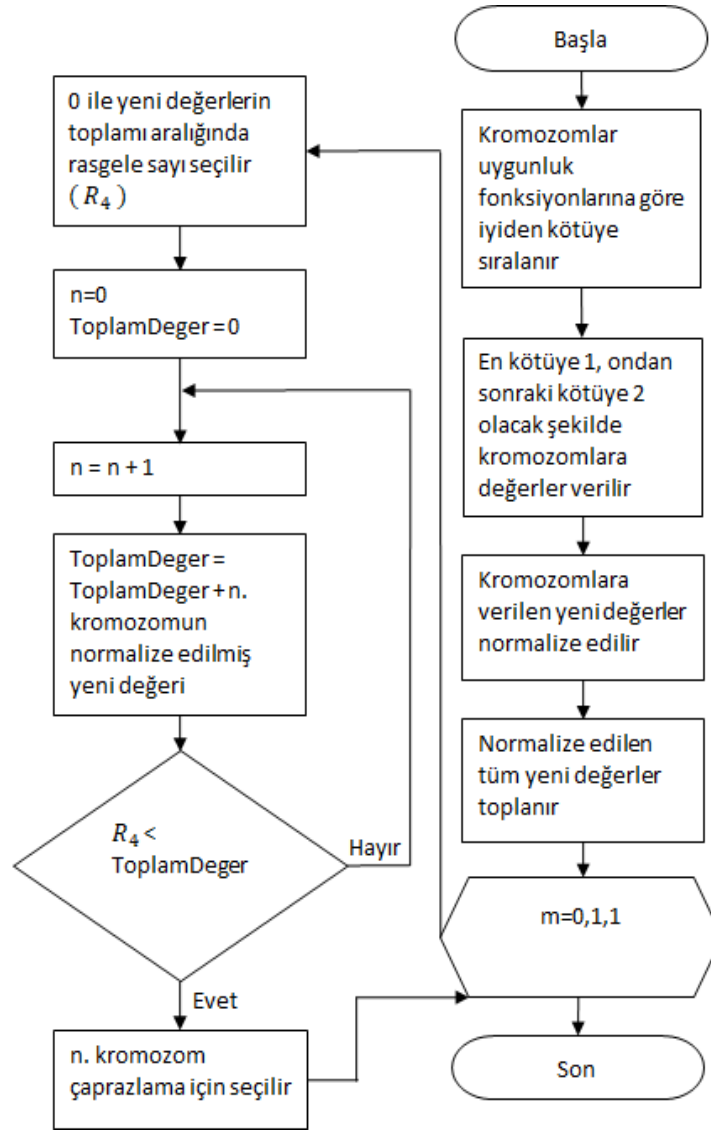 Başla
Kromozomlar
uygunluk
fonksiyonlarına göre
iyiden kötüye
sıralanır
En kötüye 1, ondan
sonraki kötüye 2
olacak şekilde
kromozomlara
değerler verilir
Kromozomlara
verilen yeni değerler
normalize edilir
Normalize edilen
tüm yeni değerler
toplanır
m=0,1,1
Son
0 ile yeni değerlerin
toplamı aralığında
rasgele sayı seçilir
( R₄ )
n=0
ToplamDeger = 0
n = n + 1
ToplamDeger =
ToplamDeger + n.
kromozomun
normalize edilmiş
yeni değeri
R₄ <
ToplamDeger
Hayır
Evet
n. kromozom
çaprazlama için seçilir